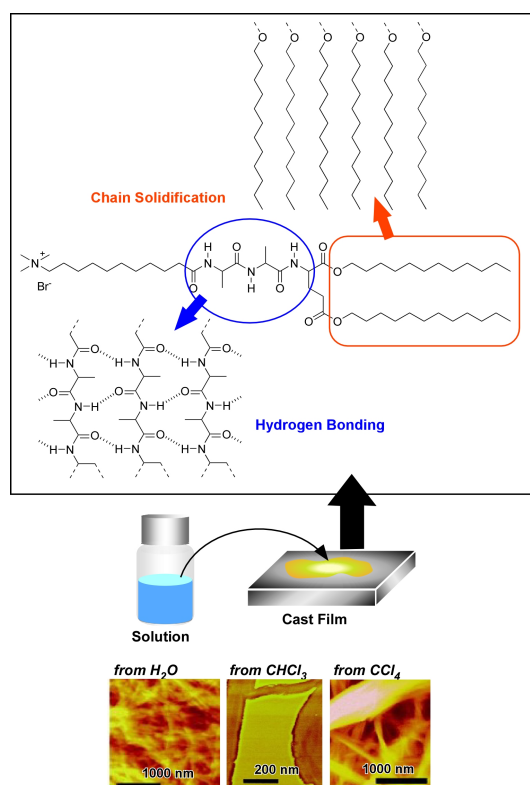 O O O O O O
Chain Solidification
H O H O
N+ N N O
Br- O N O
H
O O
O O O
H N H N H N
O O O
N H N H N H
Hydrogen Bonding
O O O
H N H N H N
Solution
Cast Film
from H2O from CHCl3 from CCl4
1000 nm 200 nm 1000 nm